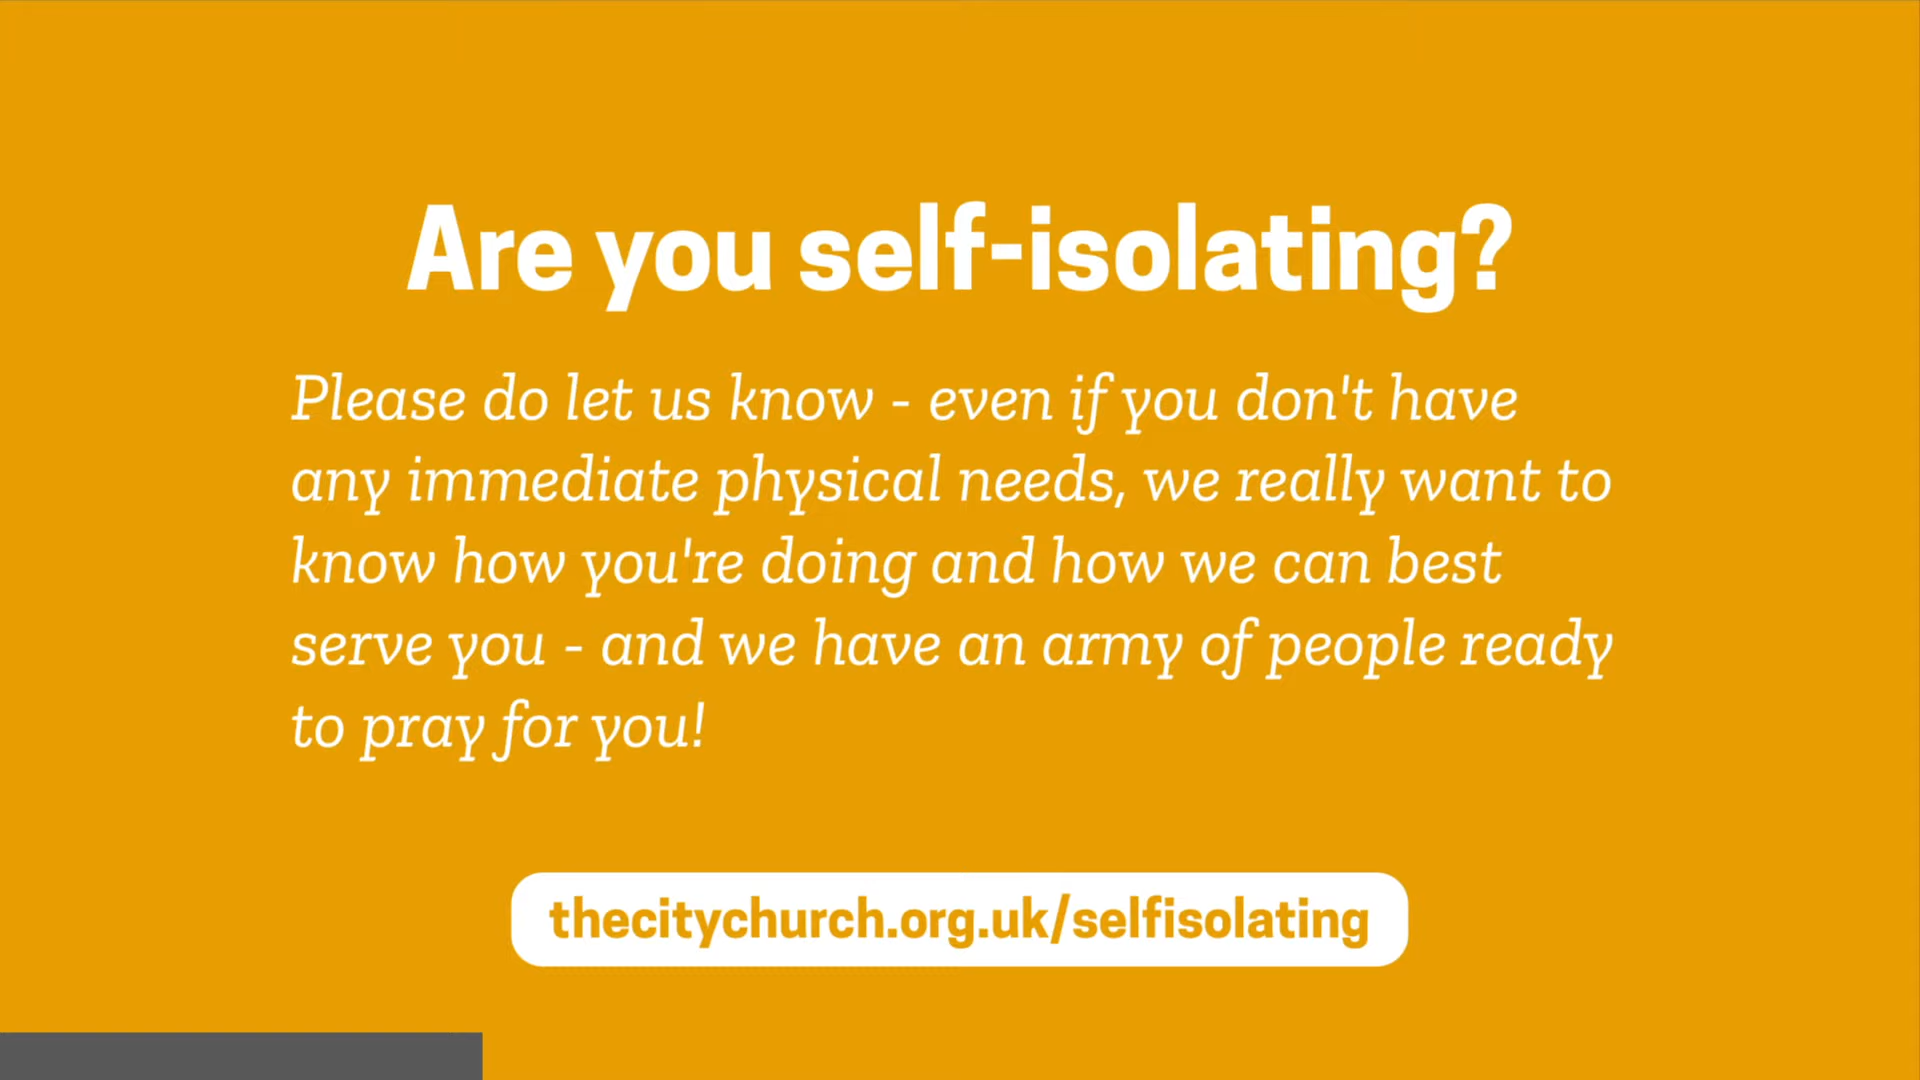 Are you self-isolating?
Please do let us know - even if you don't have
any immediate physical needs, we really want to
know how you're doing and how we can best
serve you - and we have an army of people ready
to pray for you!
thecitychurch.org.uk/selfisolating